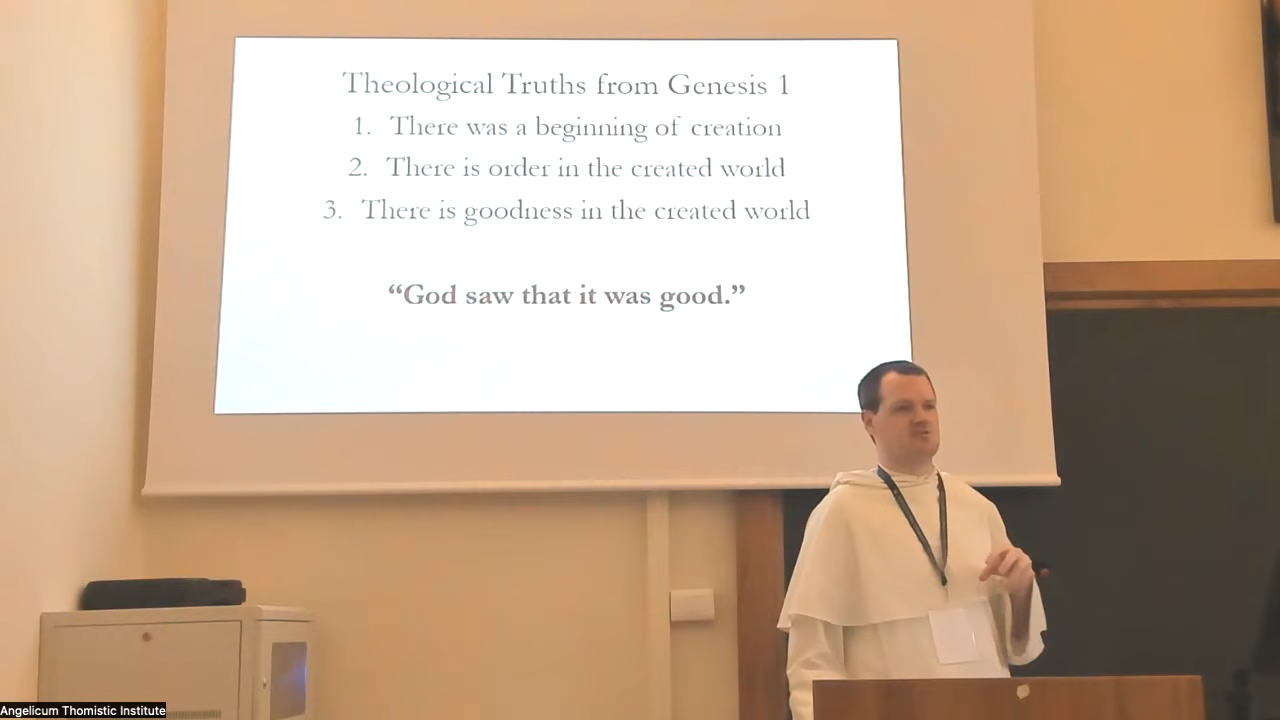 Theological Truths from Genesis 1
1. There was a beginning of creation
2. There is order in the created world
3. There is goodness in the created world
“God saw that it was good.”
Angelicum Thomistic Institute